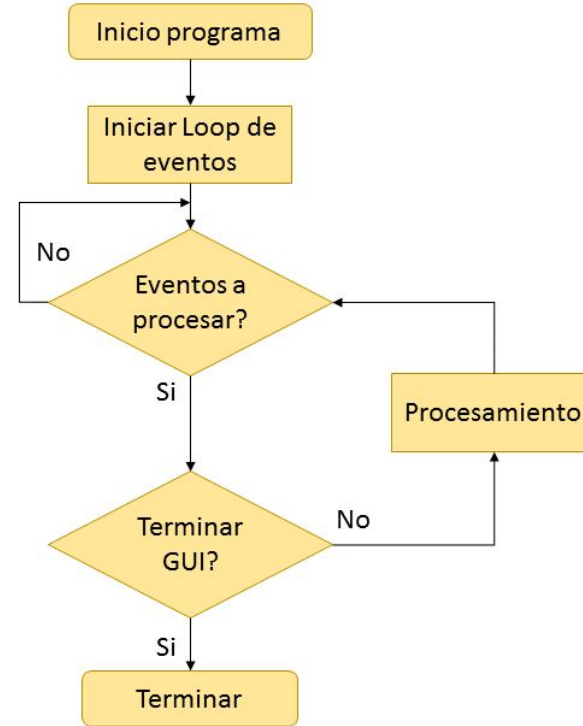 Inicio programa
Iniciar Loop de
eventos
No
Eventos a
procesar?
Si
Procesamiento
Terminar
GUI?
No
Si
Terminar